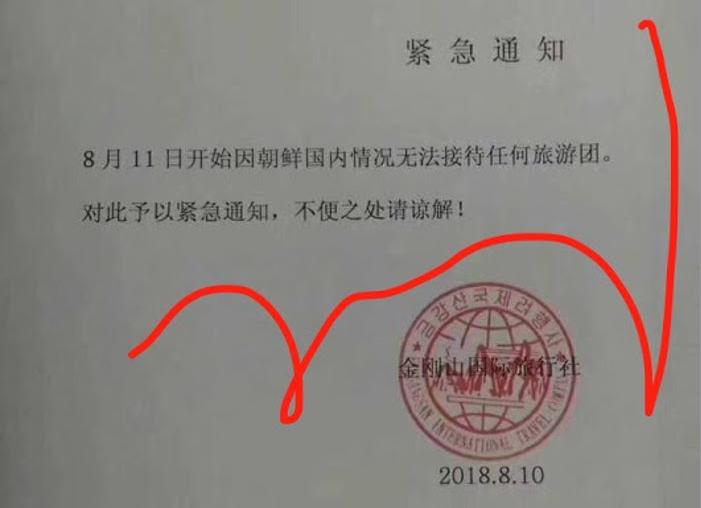 紧急通知
8月11日开始因朝鲜国内情况无法接待任何旅游团。
对此予以紧急通知，不便之处请谅解！
금강산국제려행사
金刚山国际旅行社
INTERNATIONAL TRAVEL
2018.8.10